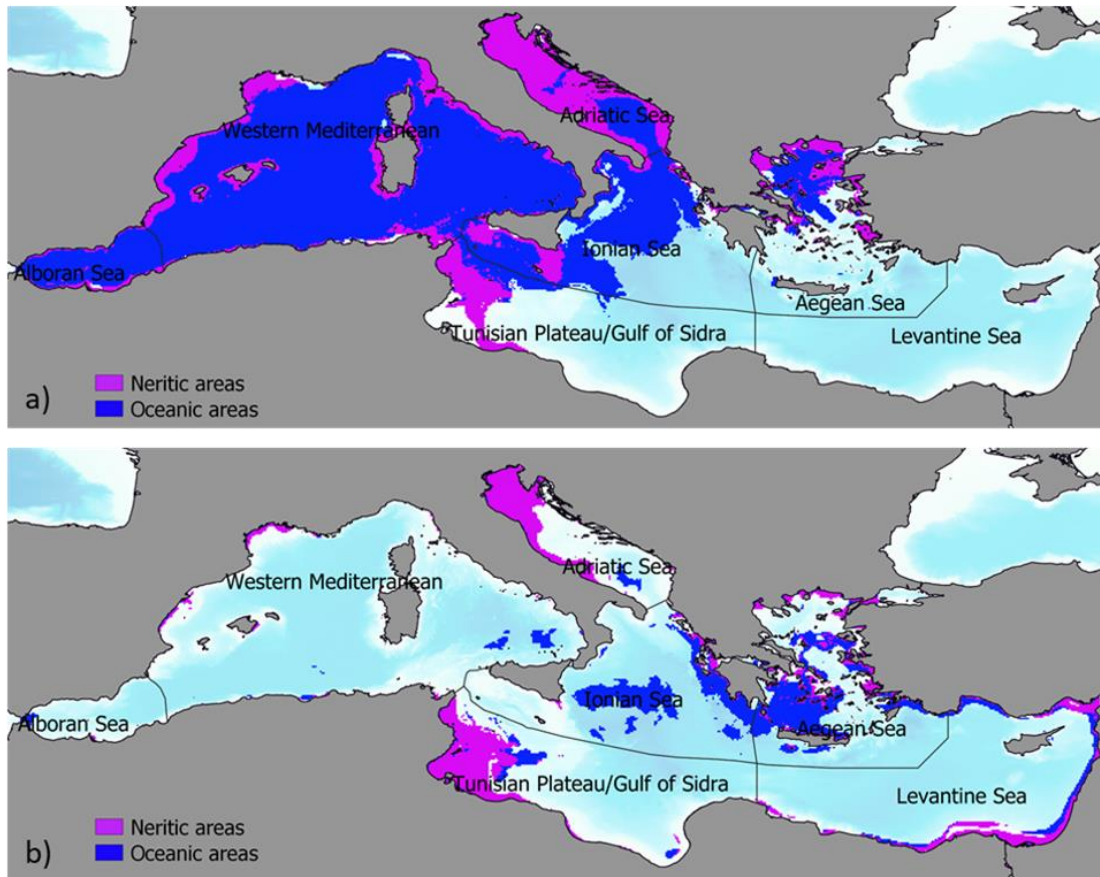 Western Mediterranean
Adriatic Sea
Alboran Sea
Ionian Sea
Aegean Sea
Tunisian Plateau/Gulf of Sidra
Levantine Sea
Neritic areas
Oceanic areas
a)
Western Mediterranean
Adriatic Sea
Alboran Sea
Ionian Sea
Aegean Sea
Tunisian Plateau/Gulf of Sidra
Levantine Sea
Neritic areas
Oceanic areas
b)